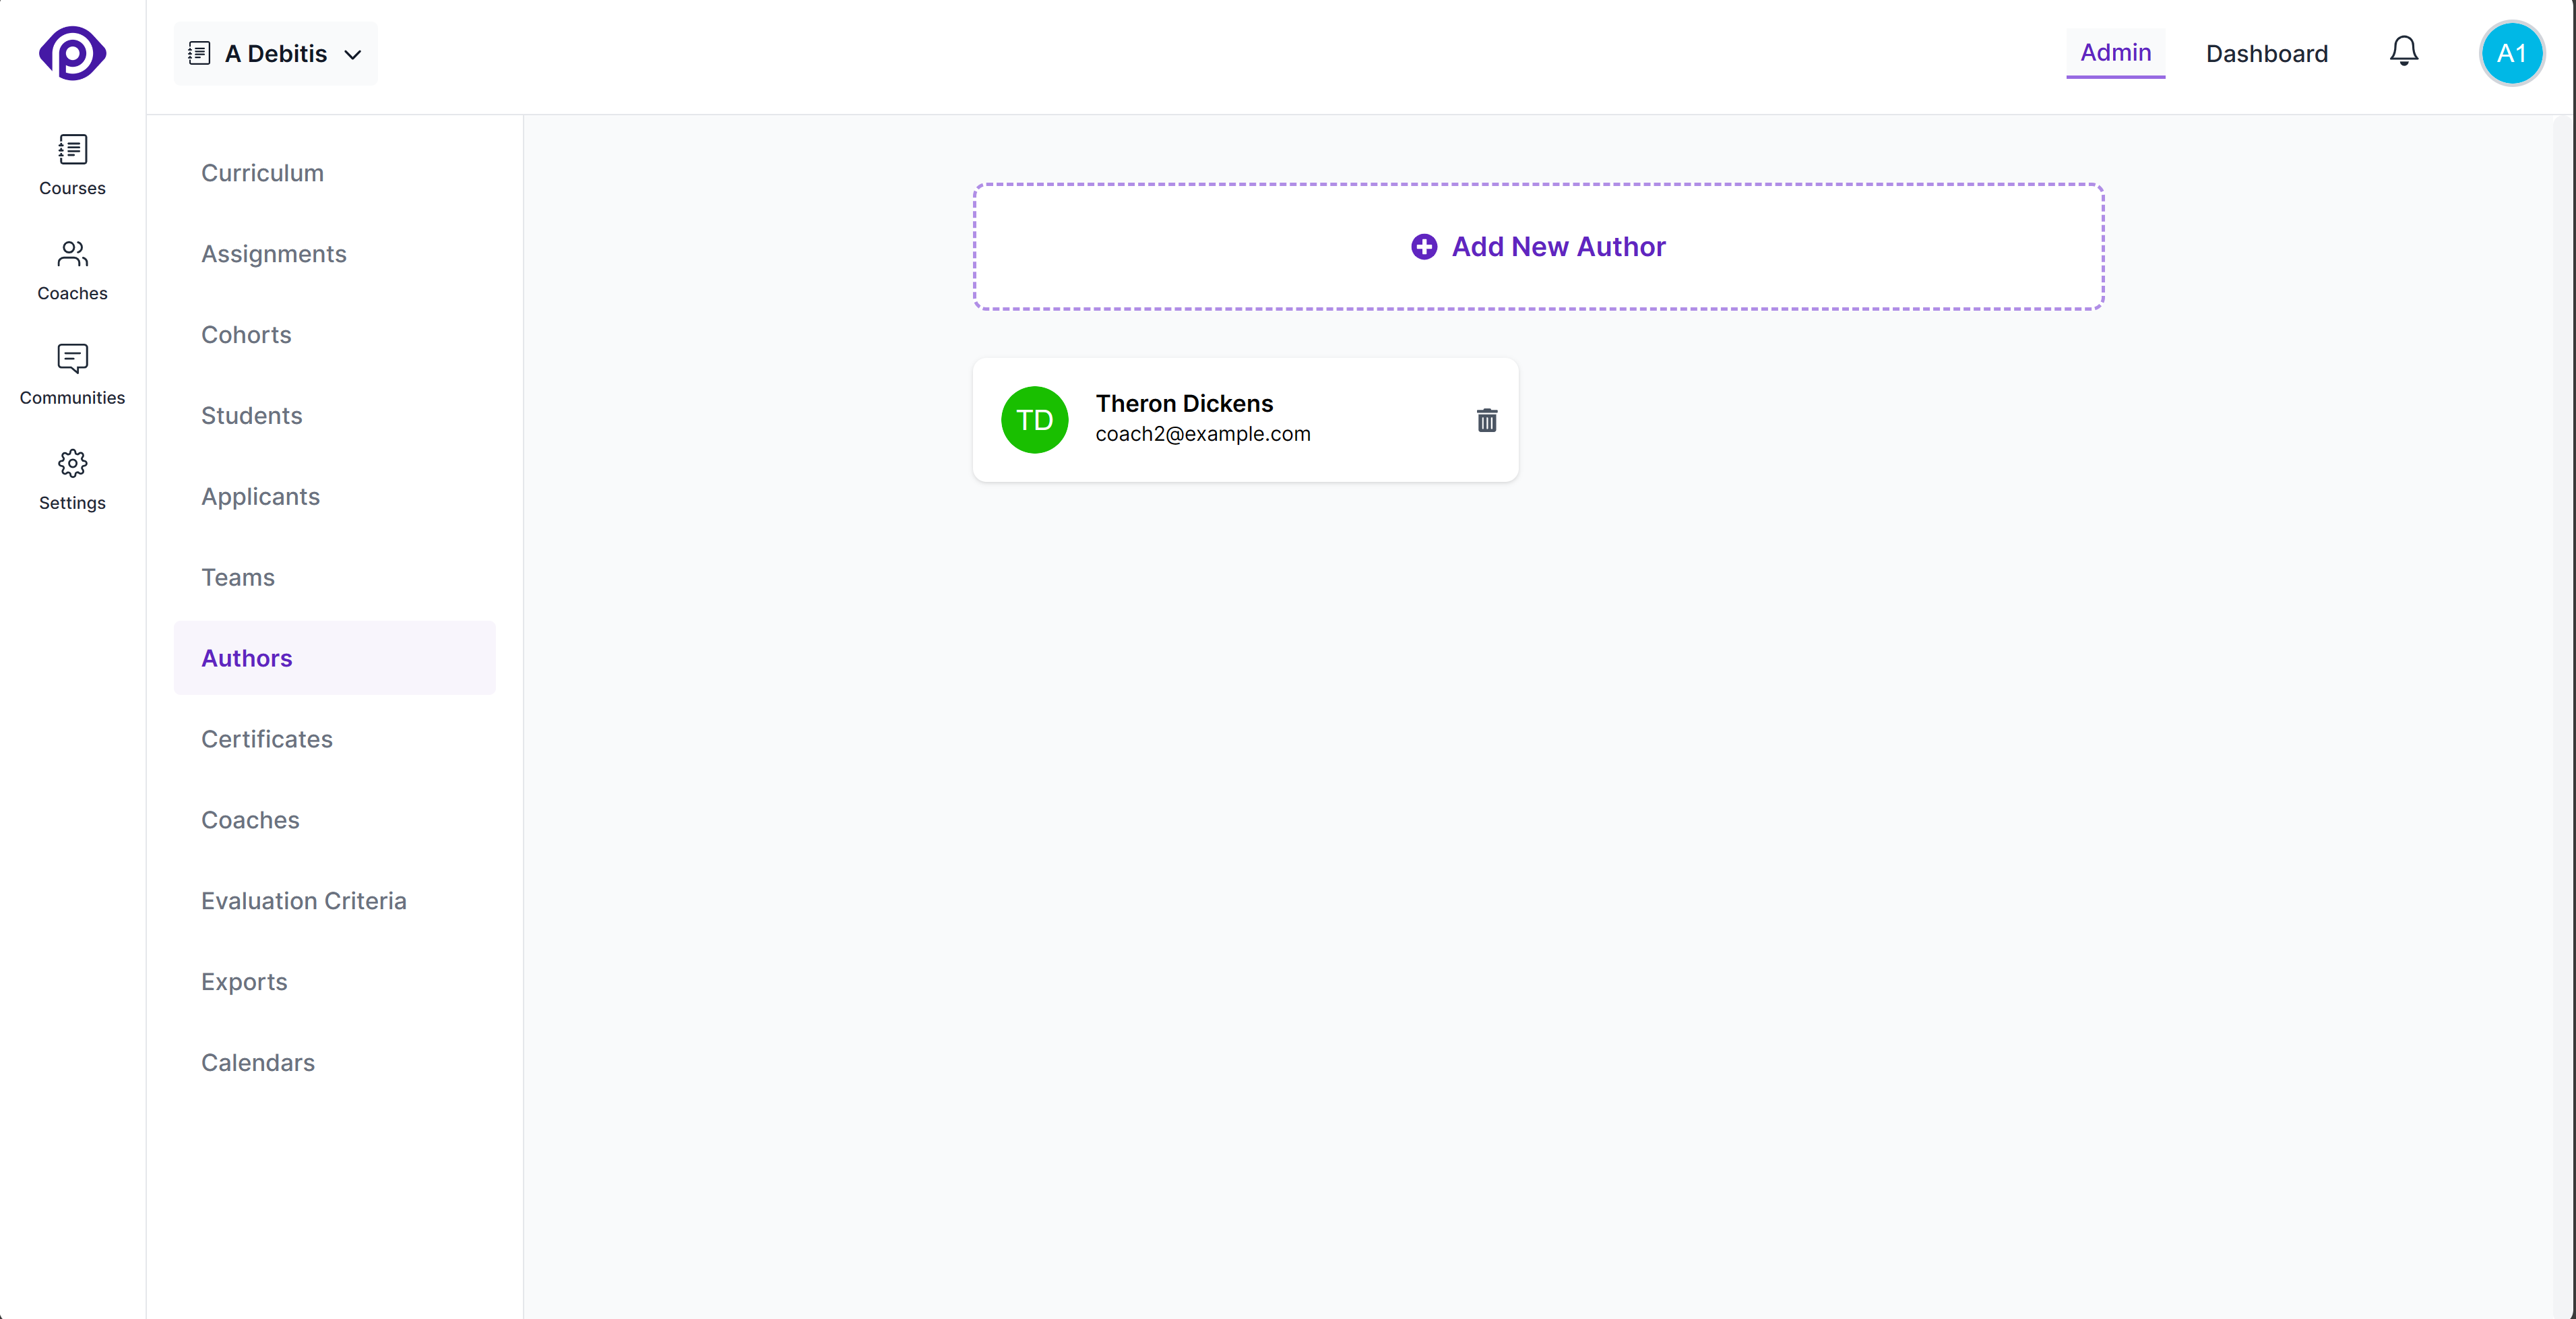 A Debitis
Admin
Dashboard
A1
Courses
Coaches
Communities
Settings
Curriculum
Assignments
Cohorts
Students
Applicants
Teams
Authors
Certificates
Coaches
Evaluation Criteria
Exports
Calendars
Add New Author
TD
Theron Dickens
coach2@example.com